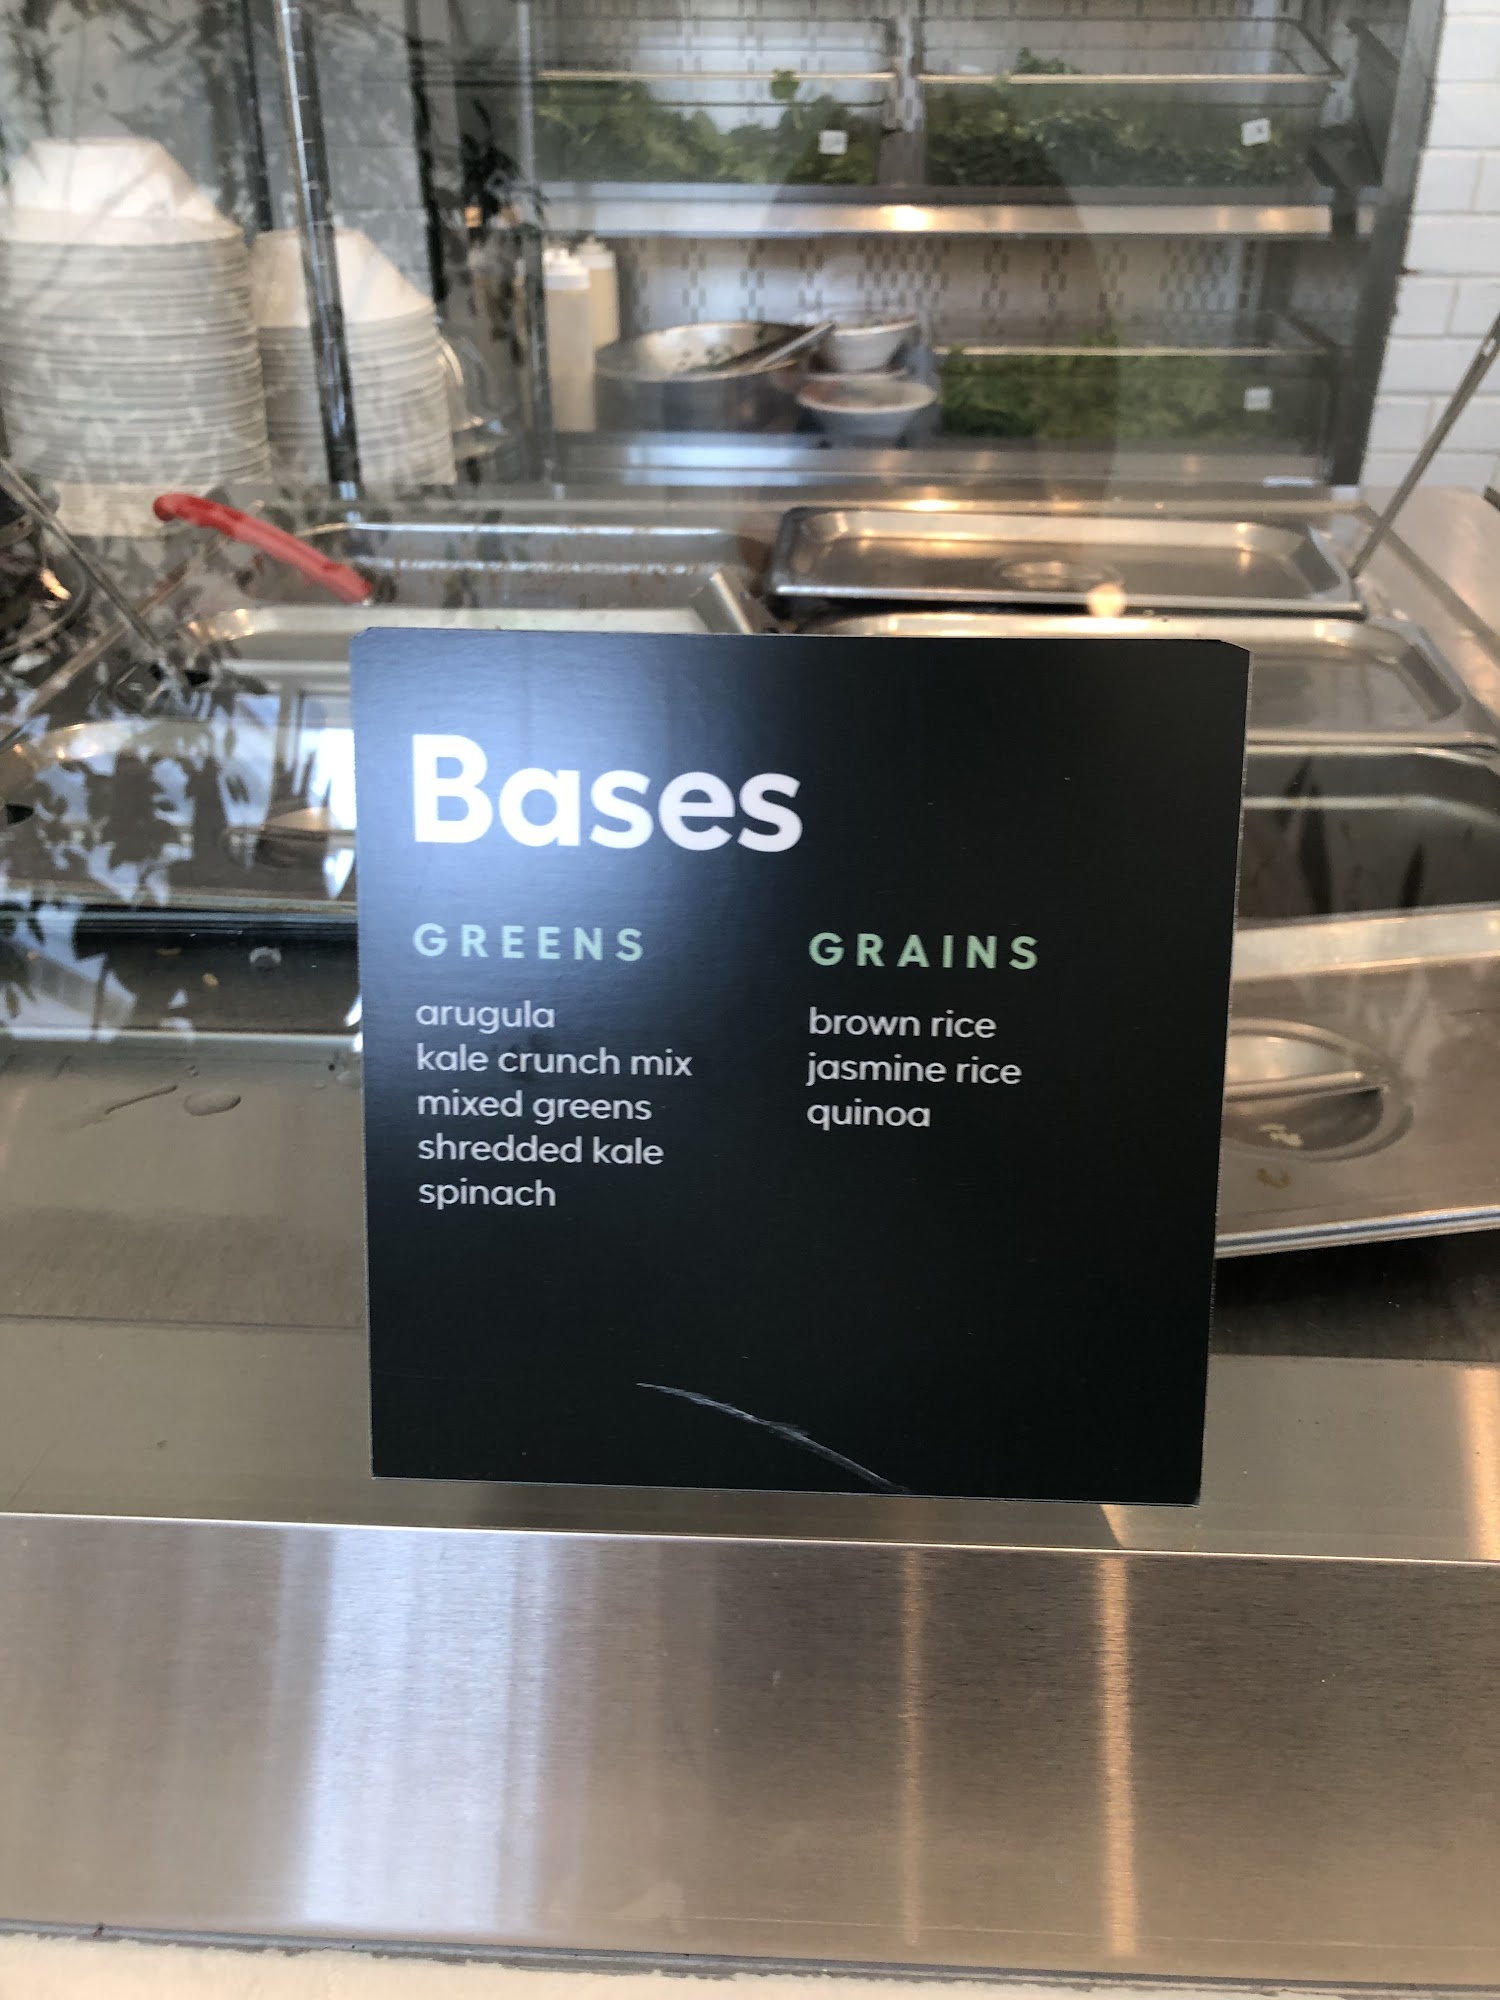 Bases
GREENS
arugula
kale crunch mix
mixed greens
shredded kale
spinach
GRAINS
brown rice
jasmine rice
quinoa